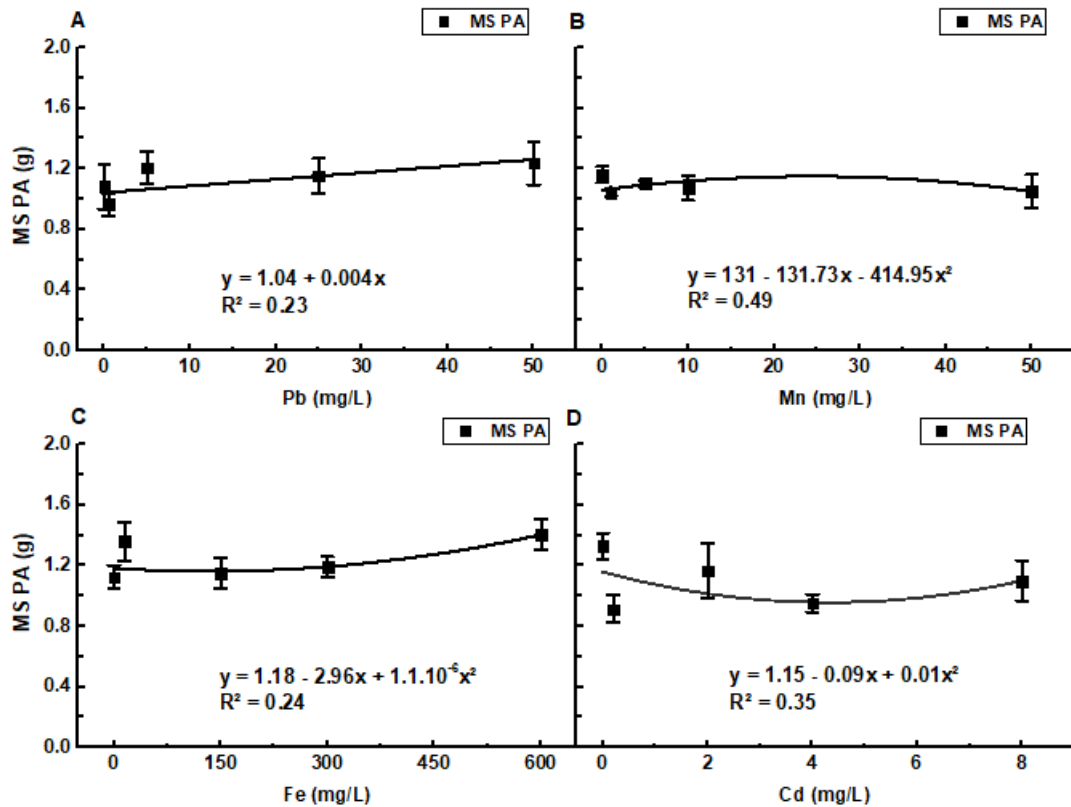 A
MS PA
2.0
1.6
1.2
0.8
0.4
0.0
MS PA (g)
y = 1.04 + 0.004x
R² = 0.23
0 10 20 30 40 50
Pb (mg/L)
B
MS PA
y = 131 - 131.73x - 414.95x²
R² = 0.49
0 10 20 30 40 50
Mn (mg/L)
C
MS PA
2.0
1.6
1.2
0.8
0.4
0.0
MS PA (g)
y = 1.18 - 2.96x + 1.1.10⁻⁶x²
R² = 0.24
0 150 300 450 600
Fe (mg/L)
D
MS PA
y = 1.15 - 0.09x + 0.01x²
R² = 0.35
0 2 4 6 8
Cd (mg/L)